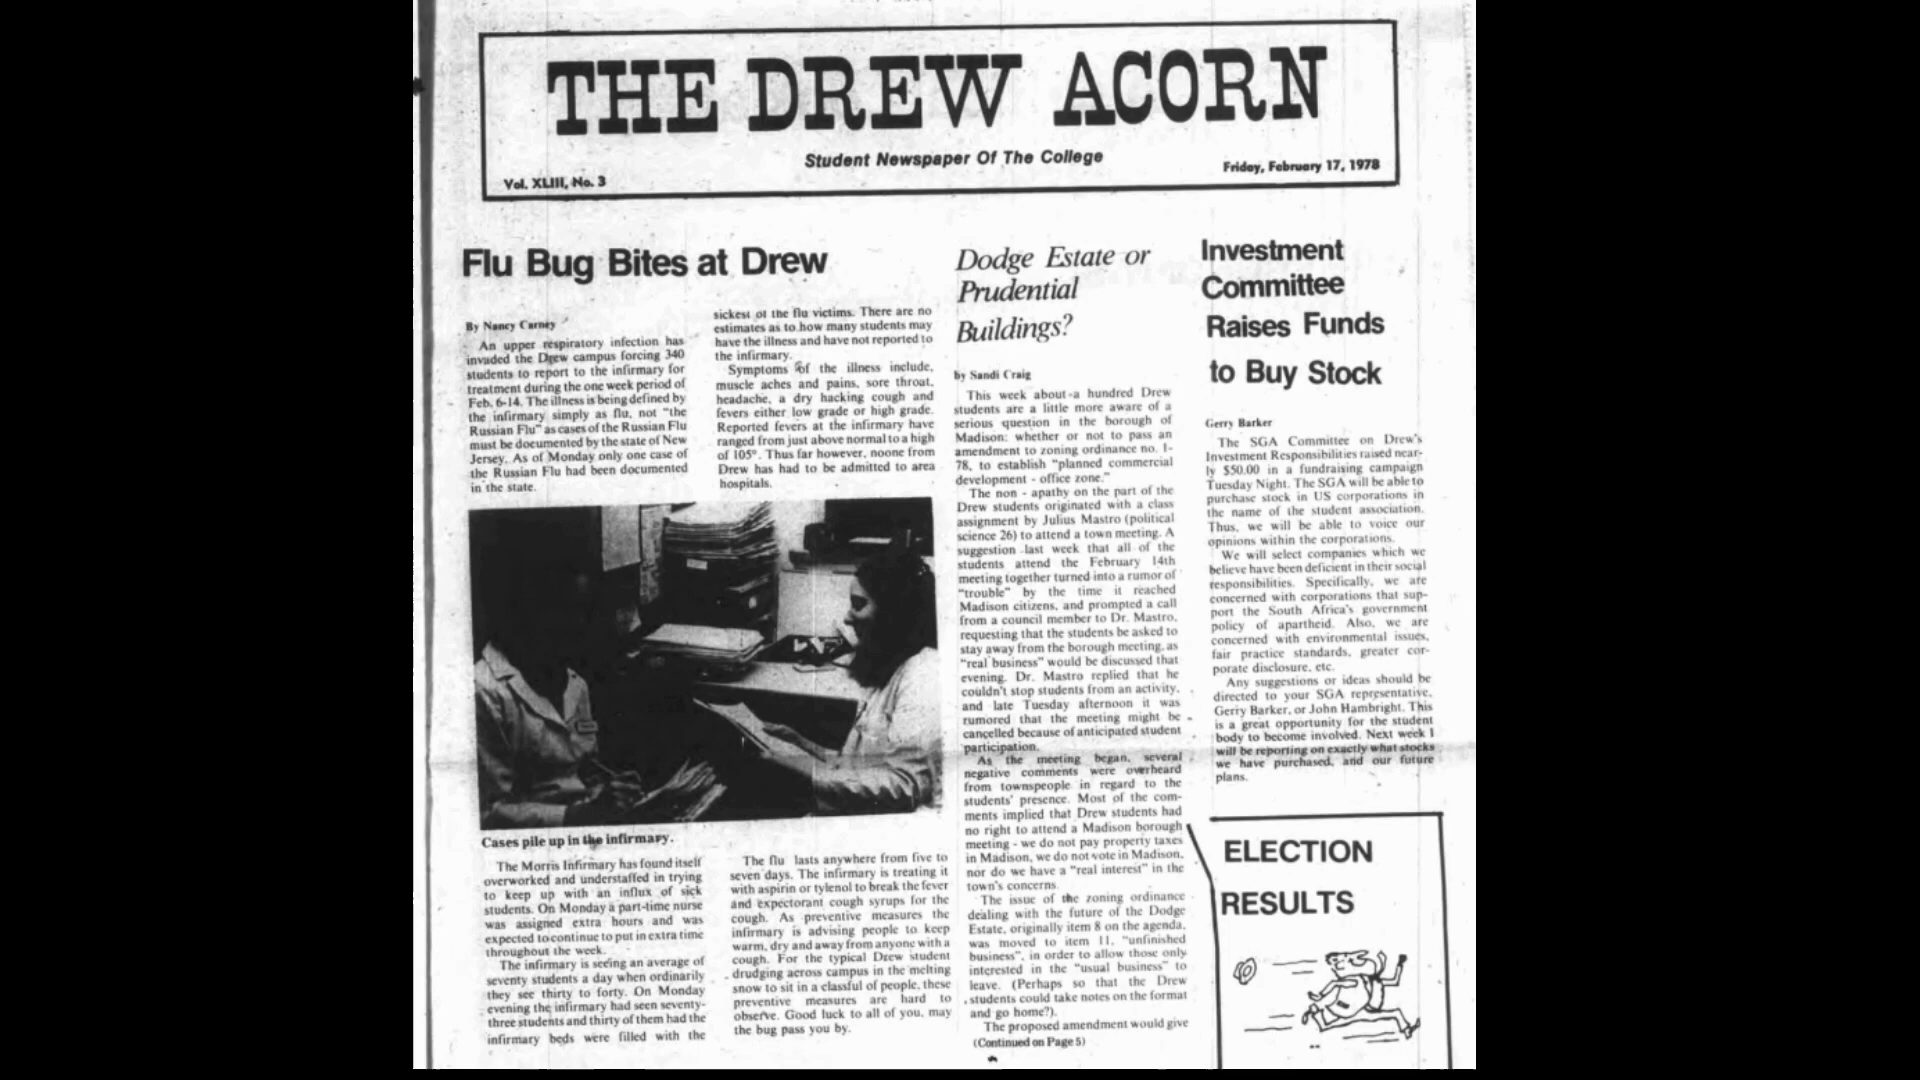 THE DREW ACORN
Student Newspaper Of The College
Vol. XLIII, No. 3
Friday, February 17, 1978
Flu Bug Bites at Drew
By Nancy Carney
An upper respiratory infection has
invaded the Drew campus forcing 340
students to report to the infirmary for
treatment during the one week period of
Feb. 6-14. The illness is being defined by
the infirmary simply as flu, not "the
Russian Flu" as cases of the Russian Flu
must be documented by the state of New
Jersey. As of Monday only one case of
the Russian Flu had been documented
in the state.
sickest of the flu victims. There are no
estimates as to how many students may
have the illness and have not reported to
the infirmary.
Symptoms of the illness include,
muscle aches and pains, sore throat,
headache, a dry hacking cough and
fevers either low grade or high grade.
Reported fevers at the infirmary have
ranged from just above normal to a high
of 105°. Thus far however, noone from
Drew has had to be admitted to area
hospitals.
Cases pile up in the infirmary.
The Morris Infirmary has found itself
overworked and understaffed in trying
to keep up with an influx of sick
students. On Monday a part-time nurse
was assigned extra hours and was
expected to continue to put in extra time
throughout the week.
The infirmary is seeing an average of
seventy students a day when ordinarily
they see thirty to forty. On Monday
evening the infirmary had seen seventy-
three students and thirty of them had the
infirmary beds were filled with the
The flu lasts anywhere from five to
seven days. The infirmary is treating it
with aspirin or tylenol to break the fever
and expectorant cough syrups for the
cough. As preventive measures the
infirmary is advising people to keep
warm, dry and away from anyone with a
cough. For the typical Drew student
drudging across campus in the melting
snow to sit in a classful of people, these
preventive measures are hard to
observe. Good luck to all of you, may
the bug pass you by.
Dodge Estate or
Prudential
Buildings?
by Sandi Craig
This week about a hundred Drew
students are a little more aware of a
serious question in the borough of
Madison: whether or not to pass an
amendment to zoning ordinance no. 1-
78, to establish "planned commercial
development - office zone."
The non - apathy on the part of the
Drew students originated with a class
assignment by Julius Mastro (political
science 26) to attend a town meeting. A
suggestion last week that all of the
students attend the February 14th
meeting together turned into a rumor of
"trouble" by the time it reached
Madison citizens, and prompted a call
from a council member to Dr. Mastro,
requesting that the students be asked to
stay away from the borough meeting, as
"real business" would be discussed that
evening. Dr. Mastro replied that he
couldn't stop students from an activity,
and late Tuesday afternoon it was
rumored that the meeting might be
cancelled because of anticipated student
participation.
As the meeting began, several
negative comments were overheard
from townspeople in regard to the
students' presence. Most of the com-
ments implied that Drew students had
no right to attend a Madison borough
meeting - we do not pay property taxes
in Madison, we do not vote in Madison,
nor do we have a "real interest" in the
town's concerns.
The issue of the zoning ordinance
dealing with the future of the Dodge
Estate, originally item 8 on the agenda,
was moved to item 11, "unfinished
business", in order to allow those only
interested in the "usual business" to
leave. (Perhaps so that the Drew
students could take notes on the format
and go home?).
The proposed amendment would give
(Continued on Page 5)
Investment
Committee
Raises Funds
to Buy Stock
Gerry Barker
The SGA Committee on Drew's
Investment Responsibilities raised near-
ly $50.00 in a fundraising campaign
Tuesday Night. The SGA will be able to
purchase stock in US corporations in
the name of the student association.
Thus, we will be able to voice our
opinions within the corporations.
We will select companies which we
believe have been deficient in their social
responsibilities. Specifically, we are
concerned with corporations that sup-
port the South Africa's government
policy of apartheid. Also, we are
concerned with environmental issues,
fair practice standards, greater cor-
porate disclosure, etc.
Any suggestions or ideas should be
directed to your SGA representative,
Gerry Barker, or John Hambright. This
is a great opportunity for the student
body to become involved. Next week I
will be reporting on exactly what stocks
we have purchased, and our future
plans.
ELECTION
RESULTS